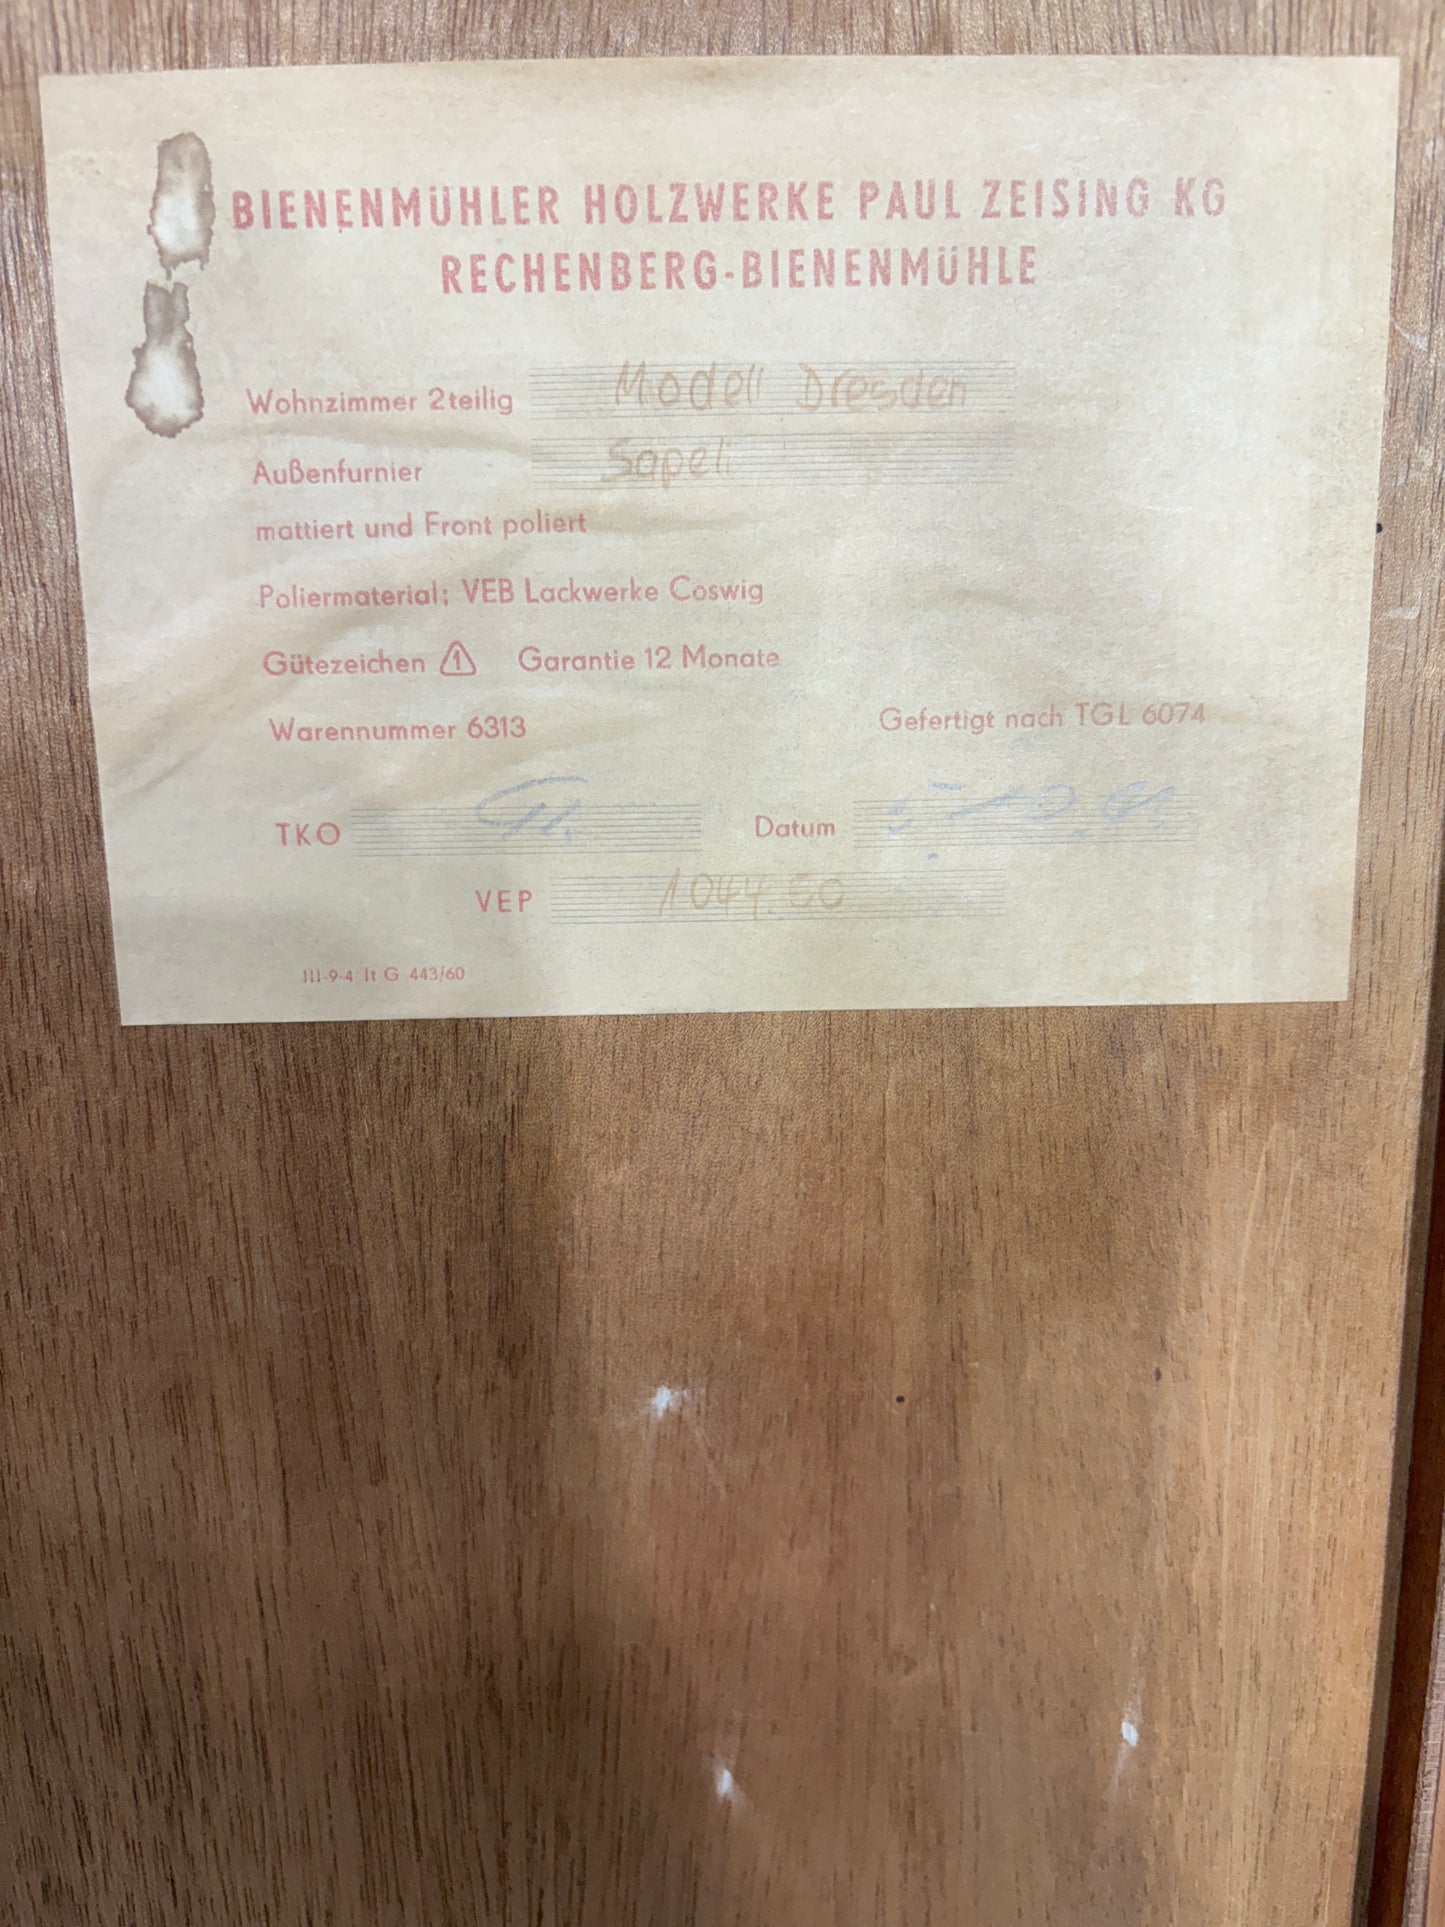 BIENENMÜHLER HOLZWERKE PAUL ZEISING KG
RECHENBERG-BIENENMÜHLE
Wohnzimmer 2teilig Modell Dresden
Außenfurnier Sapeli
mattiert und Front poliert
Poliermaterial: VEB Lackwerke Coswig
Gütezeichen 1 Garantie 12 Monate
Warennummer 6313 Gefertigt nach TGL 6074
TKO Datum
VEP 1044.50
III-9-4 It G 443/60